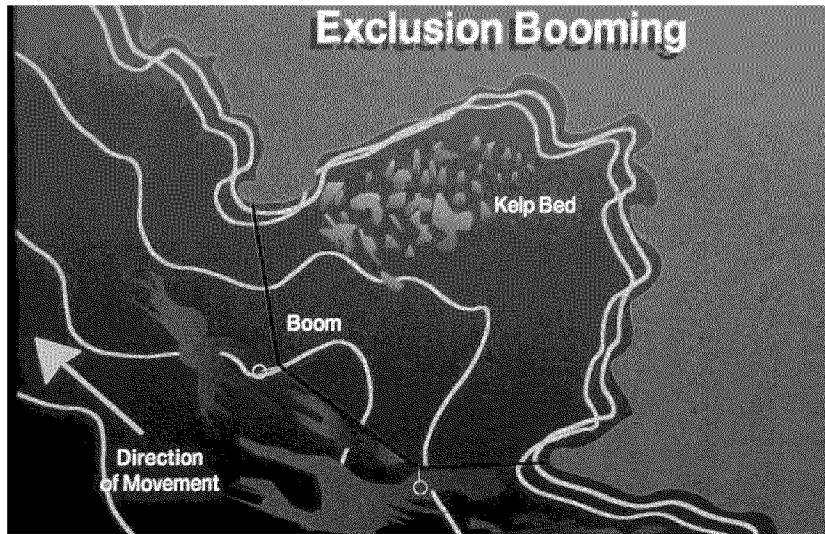 Exclusion Booming
Kelp Bed
Boom
Direction
of Movement